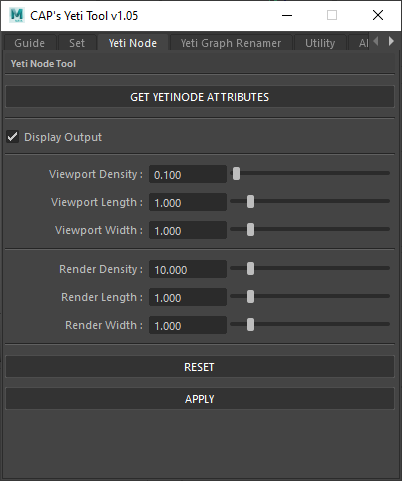 CAP's Yeti Tool v1.05
Guide Set Yeti Node Yeti Graph Renamer Utility
Yeti Node Tool
GET YETINODE ATTRIBUTES
Display Output
Viewport Density : 0.100
Viewport Length : 1.000
Viewport Width : 1.000
Render Density : 10.000
Render Length : 1.000
Render Width : 1.000
RESET
APPLY